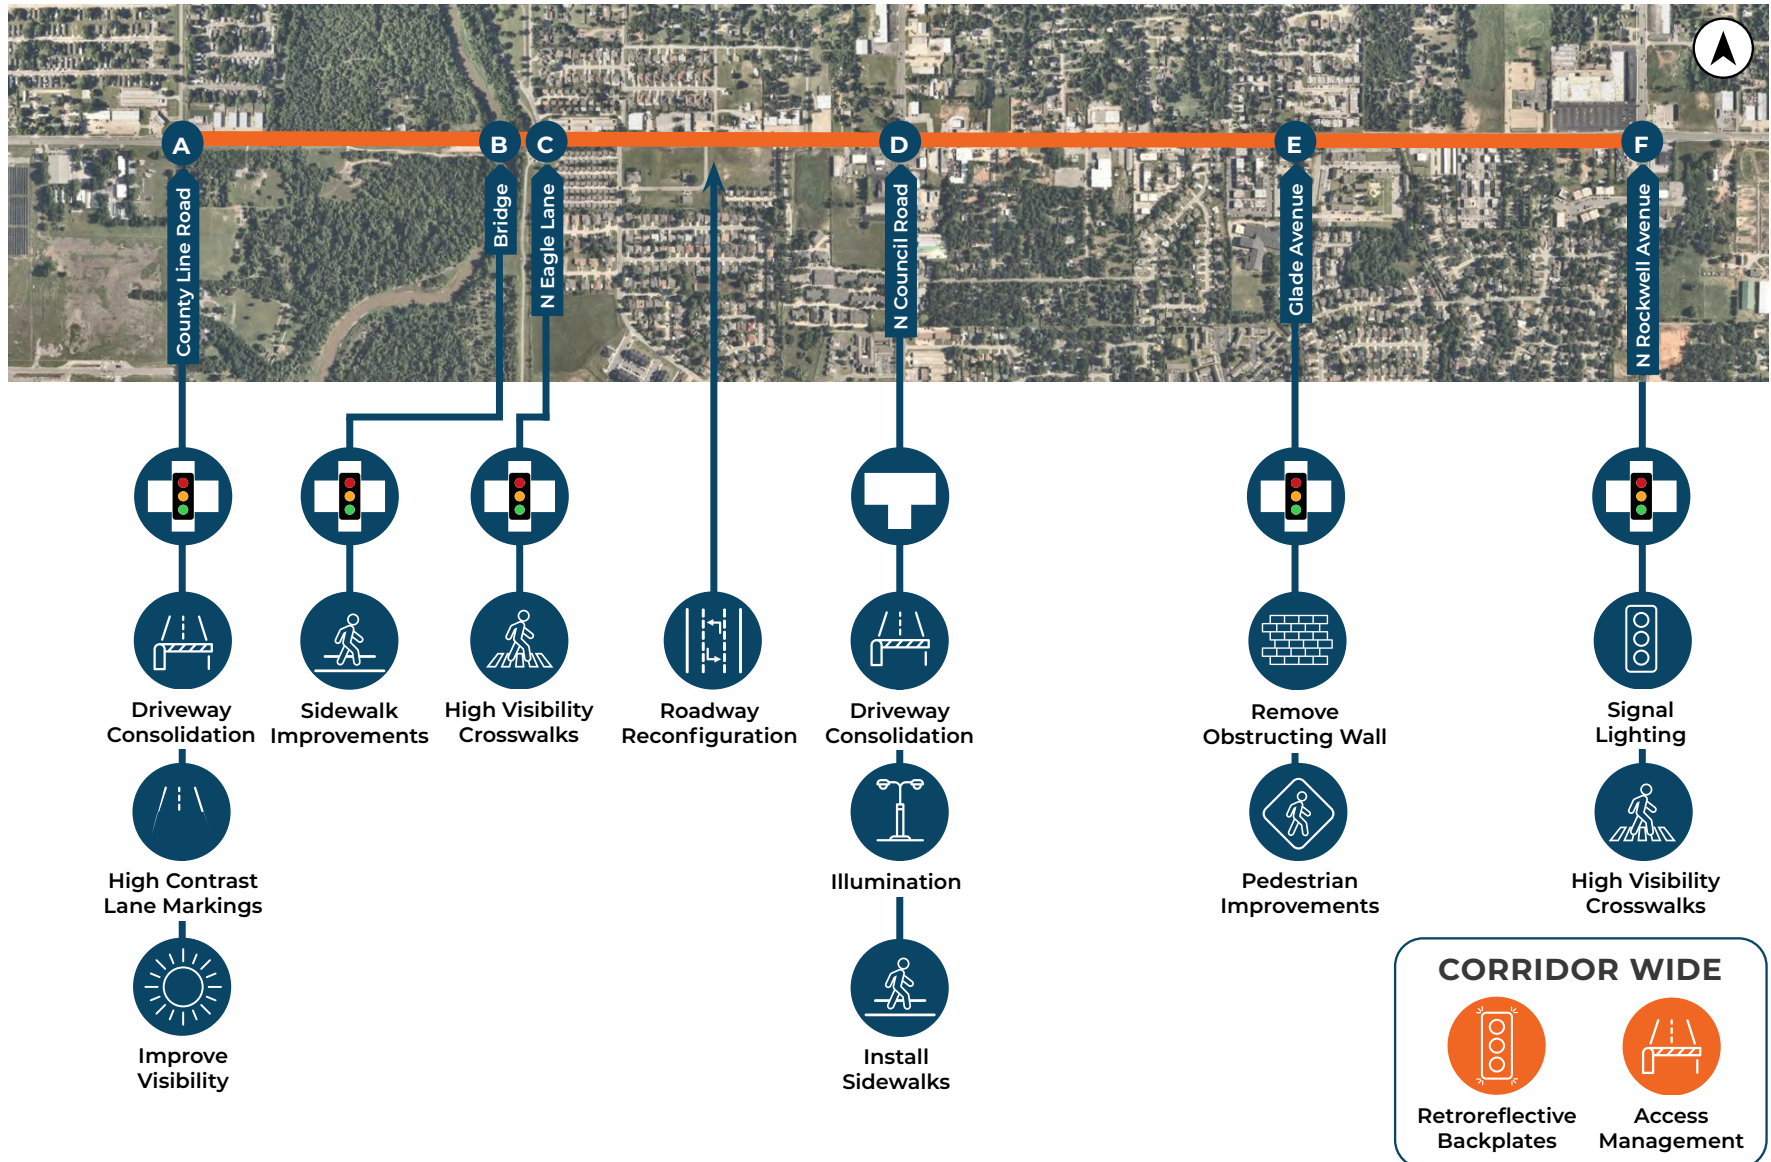 A
B
C
D
E
F
County Line Road
Bridge
N Eagle Lane
N Council Road
Glade Avenue
N Rockwell Avenue
Driveway
Consolidation
High Contrast
Lane Markings
Improve
Visibility
Sidewalk
Improvements
High Visibility
Crosswalks
Roadway
Reconfiguration
Driveway
Consolidation
Illumination
Install
Sidewalks
Remove
Obstructing Wall
Pedestrian
Improvements
Signal
Lighting
High Visibility
Crosswalks
CORRIDOR WIDE
Retroreflective
Backplates
Access
Management